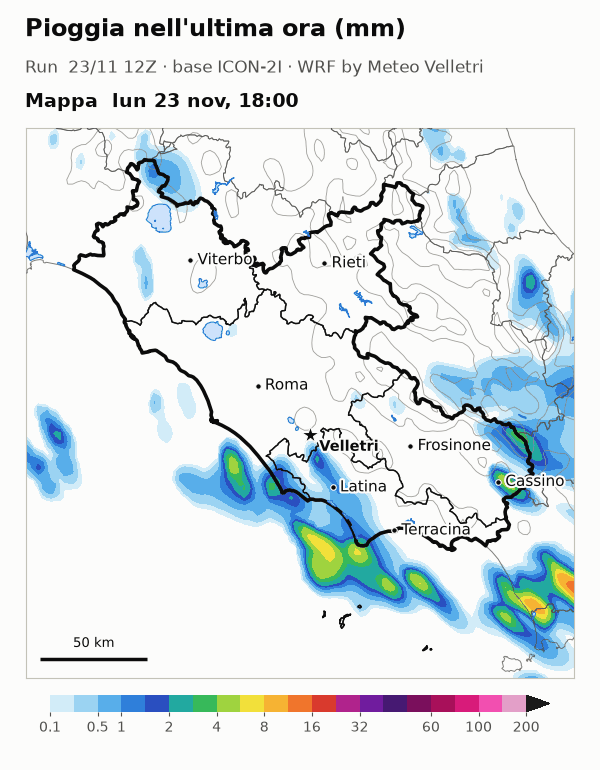 Pioggia nell'ultima ora (mm)
Run  23/11 12Z · base ICON-2I · WRF by Meteo Velletri
Mappa  lun 23 nov, 18:00
Viterbo
Rieti
Roma
Velletri
Frosinone
Latina
Cassino
Terracina
50 km
0.1 0.5 1 2 4 8 16 32 60 100 200